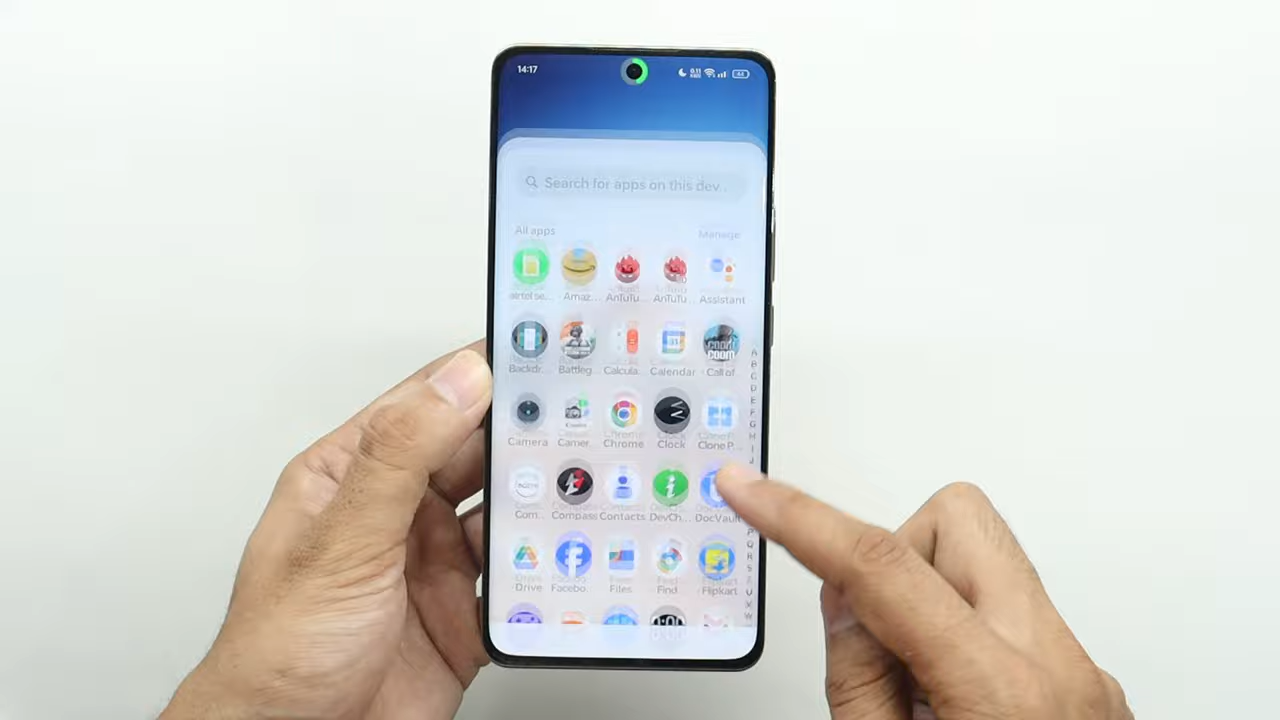 14:17
44
Search for apps on this dev..
All apps
Manage
airtel se...
Amaz...
AnTuTu...
AnTuTu...
Assistant
Backdr...
Battleg
Calcula...
Calendar
Call of
Camera
Camer...
Chrome
Clock
Clone P...
Com...
Compass
Contacts
DevCh...
DocVault
Drive
Facebo...
Files
Find
Flipkart
A
B
C
D
E
F
G
H
I
J
P
Q
R
S
U
V
W